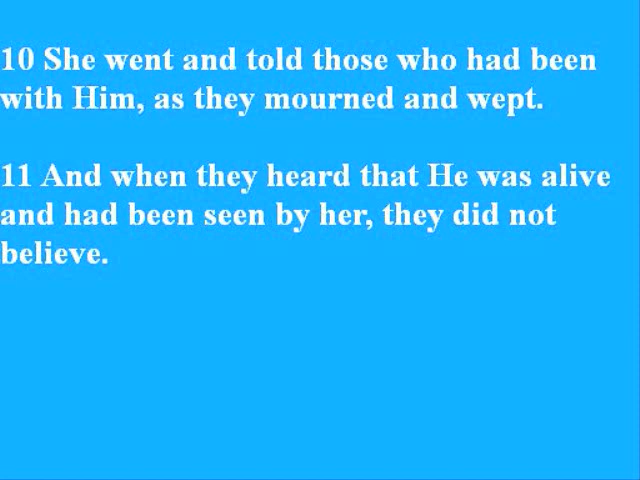 10 She went and told those who had been
with Him, as they mourned and wept.
11 And when they heard that He was alive
and had been seen by her, they did not
believe.